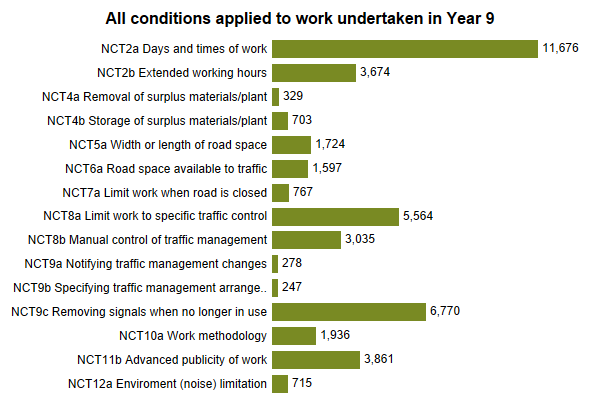 All conditions applied to work undertaken in Year 9
NCT2a Days and times of work 11,676
NCT2b Extended working hours 3,674
NCT4a Removal of surplus materials/plant 329
NCT4b Storage of surplus materials/plant 703
NCT5a Width or length of road space 1,724
NCT6a Road space available to traffic 1,597
NCT7a Limit work when road is closed 767
NCT8a Limit work to specific traffic control 5,564
NCT8b Manual control of traffic management 3,035
NCT9a Notifying traffic management changes 278
NCT9b Specifying traffic management arrange.. 247
NCT9c Removing signals when no longer in use 6,770
NCT10a Work methodology 1,936
NCT11b Advanced publicity of work 3,861
NCT12a Enviroment (noise) limitation 715